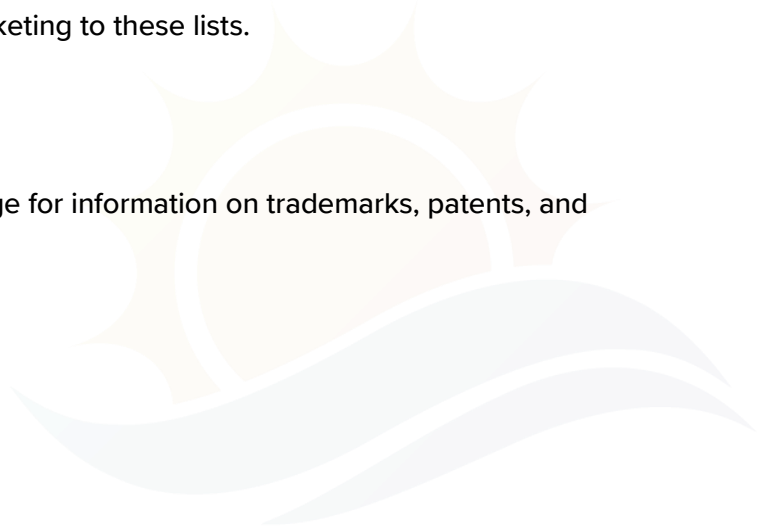 keting to these lists.
ge for information on trademarks, patents, and